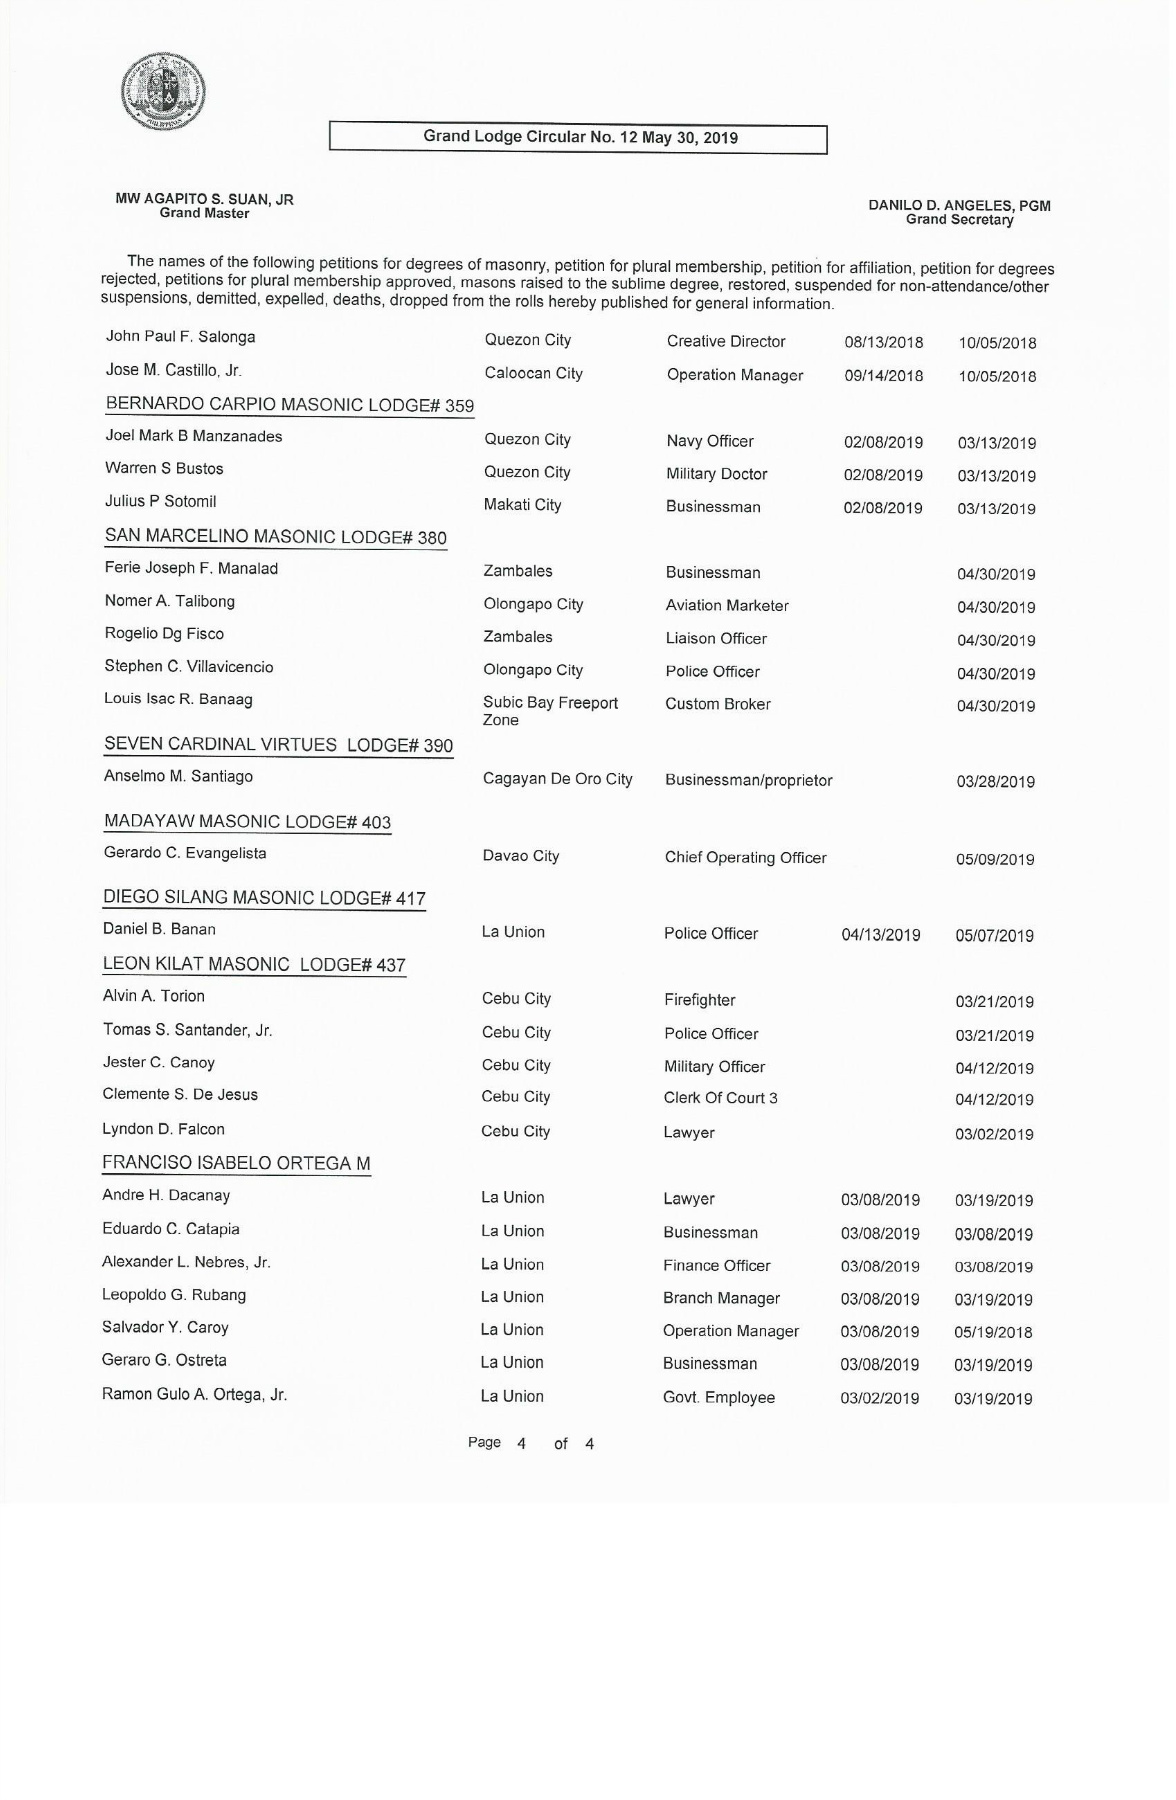 Grand Lodge Circular No. 12 May 30, 2019
MW AGAPITO S. SUAN, JR
Grand Master
DANILO D. ANGELES, PGM
Grand Secretary
The names of the following petitions for degrees of masonry, petition for plural membership, petition for affiliation, petition for degrees
rejected, petitions for plural membership approved, masons raised to the sublime degree, restored, suspended for non-attendance/other
suspensions, demitted, expelled, deaths, dropped from the rolls hereby published for general information.
John Paul F. Salonga Quezon City Creative Director 08/13/2018 10/05/2018
Jose M. Castillo, Jr. Caloocan City Operation Manager 09/14/2018 10/05/2018
BERNARDO CARPIO MASONIC LODGE# 359
Joel Mark B Manzanades Quezon City Navy Officer 02/08/2019 03/13/2019
Warren S Bustos Quezon City Military Doctor 02/08/2019 03/13/2019
Julius P Sotomil Makati City Businessman 02/08/2019 03/13/2019
SAN MARCELINO MASONIC LODGE# 380
Ferie Joseph F. Manalad Zambales Businessman 04/30/2019
Nomer A. Talibong Olongapo City Aviation Marketer 04/30/2019
Rogelio Dg Fisco Zambales Liaison Officer 04/30/2019
Stephen C. Villavicencio Olongapo City Police Officer 04/30/2019
Louis Isac R. Banaag Subic Bay Freeport Custom Broker 04/30/2019
Zone
SEVEN CARDINAL VIRTUES LODGE# 390
Anselmo M. Santiago Cagayan De Oro City Businessman/proprietor 03/28/2019
MADAYAW MASONIC LODGE# 403
Gerardo C. Evangelista Davao City Chief Operating Officer 05/09/2019
DIEGO SILANG MASONIC LODGE# 417
Daniel B. Banan La Union Police Officer 04/13/2019 05/07/2019
LEON KILAT MASONIC LODGE# 437
Alvin A. Torion Cebu City Firefighter 03/21/2019
Tomas S. Santander, Jr. Cebu City Police Officer 03/21/2019
Jester C. Canoy Cebu City Military Officer 04/12/2019
Clemente S. De Jesus Cebu City Clerk Of Court 3 04/12/2019
Lyndon D. Falcon Cebu City Lawyer 03/02/2019
FRANCISO ISABELO ORTEGA M
Andre H. Dacanay La Union Lawyer 03/08/2019 03/19/2019
Eduardo C. Catapia La Union Businessman 03/08/2019 03/08/2019
Alexander L. Nebres, Jr. La Union Finance Officer 03/08/2019 03/08/2019
Leopoldo G. Rubang La Union Branch Manager 03/08/2019 03/19/2019
Salvador Y. Caroy La Union Operation Manager 03/08/2019 05/19/2018
Geraro G. Ostreta La Union Businessman 03/08/2019 03/19/2019
Ramon Gulo A. Ortega, Jr. La Union Govt. Employee 03/02/2019 03/19/2019
Page 4 of 4